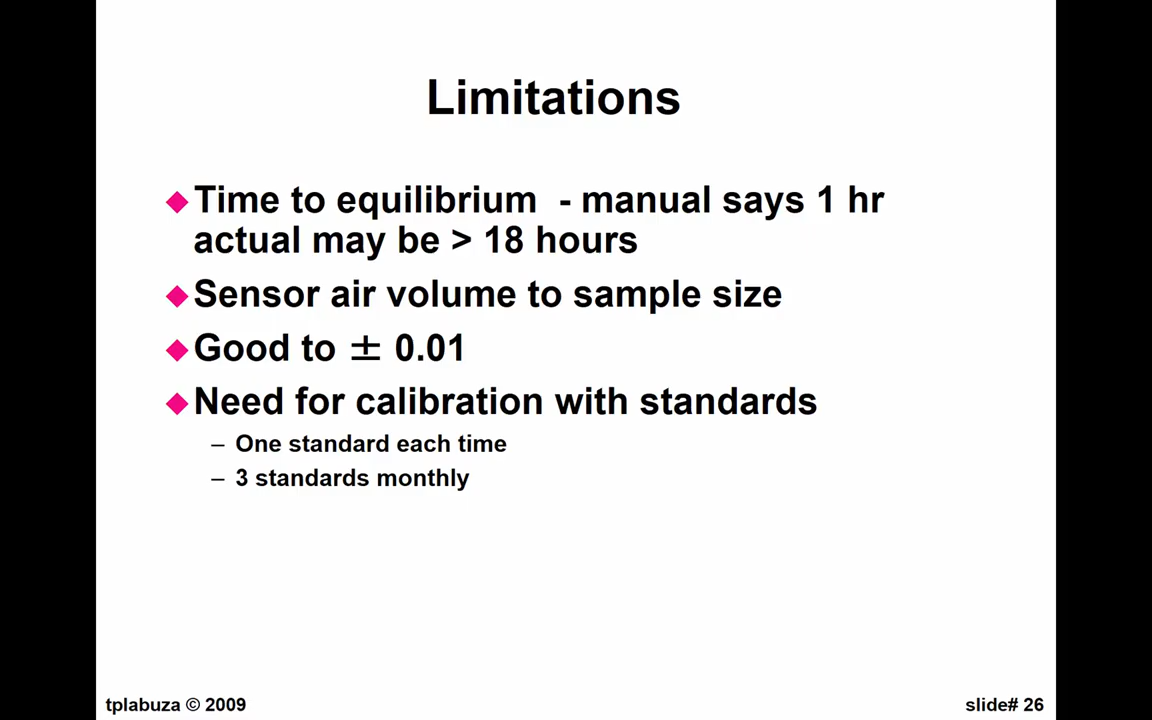 Limitations
Time to equilibrium - manual says 1 hr
actual may be > 18 hours
Sensor air volume to sample size
Good to ± 0.01
Need for calibration with standards
– One standard each time
– 3 standards monthly
tplabuza © 2009
slide# 26